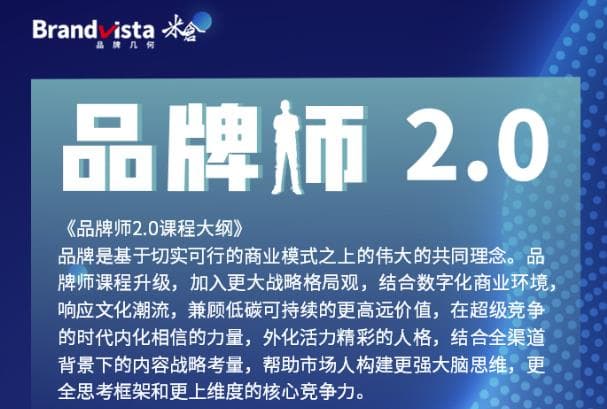 Brandvista 米倉
品牌几何
品牌师 2.0
《品牌师2.0课程大纲》
品牌是基于切实可行的商业模式之上的伟大的共同理念。品
牌师课程升级，加入更大战略格局观，结合数字化商业环境，
响应文化潮流，兼顾低碳可持续的更高远价值，在超级竞争
的时代内化相信的力量，外化活力精彩的人格，结合全渠道
背景下的内容战略考量，帮助市场人构建更强大脑思维，更
全思考框架和更上维度的核心竞争力。